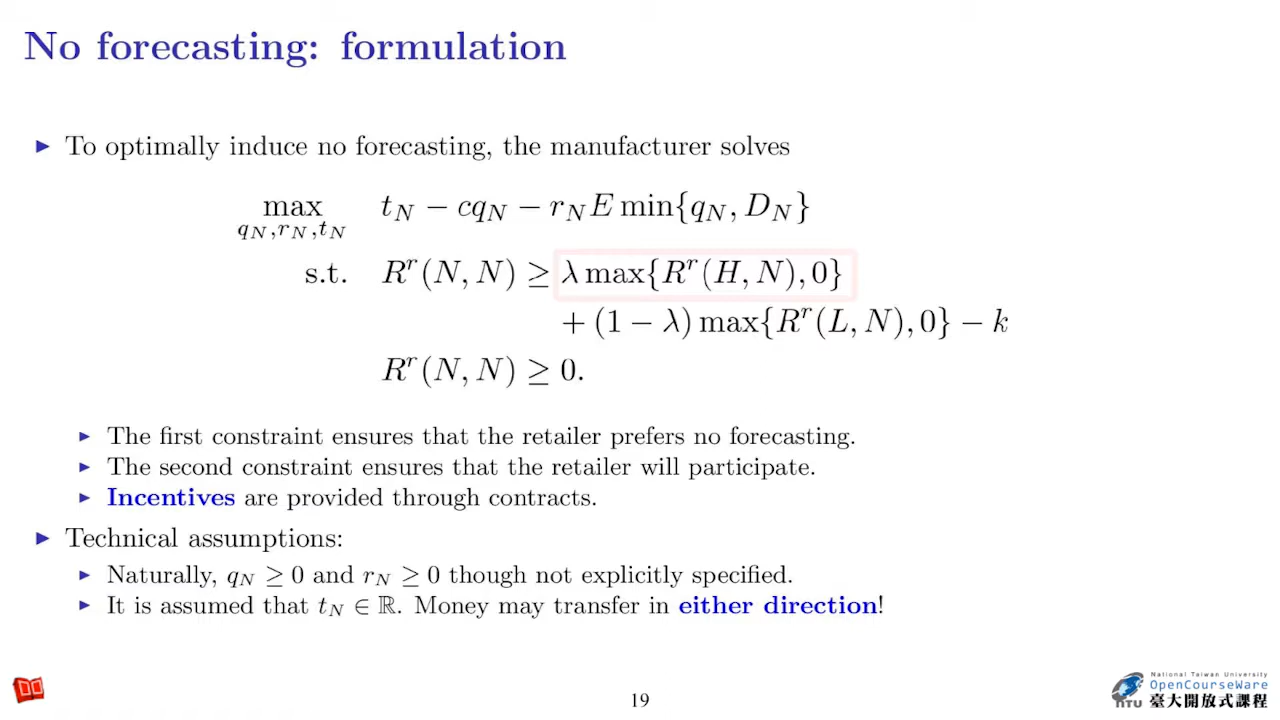 No forecasting: formulation
▶ To optimally induce no forecasting, the manufacturer solves
max t_N − cq_N − r_N E min{q_N, D_N}
q_N,r_N,t_N
s.t. R^r(N, N) ≥ λ max{R^r(H, N), 0}
+ (1 − λ) max{R^r(L, N), 0} − k
R^r(N, N) ≥ 0.
▶ The first constraint ensures that the retailer prefers no forecasting.
▶ The second constraint ensures that the retailer will participate.
▶ Incentives are provided through contracts.
▶ Technical assumptions:
▶ Naturally, q_N ≥ 0 and r_N ≥ 0 though not explicitly specified.
▶ It is assumed that t_N ∈ ℝ. Money may transfer in either direction!
19
National Taiwan University
OpenCourseWare
NTU 臺大開放式課程